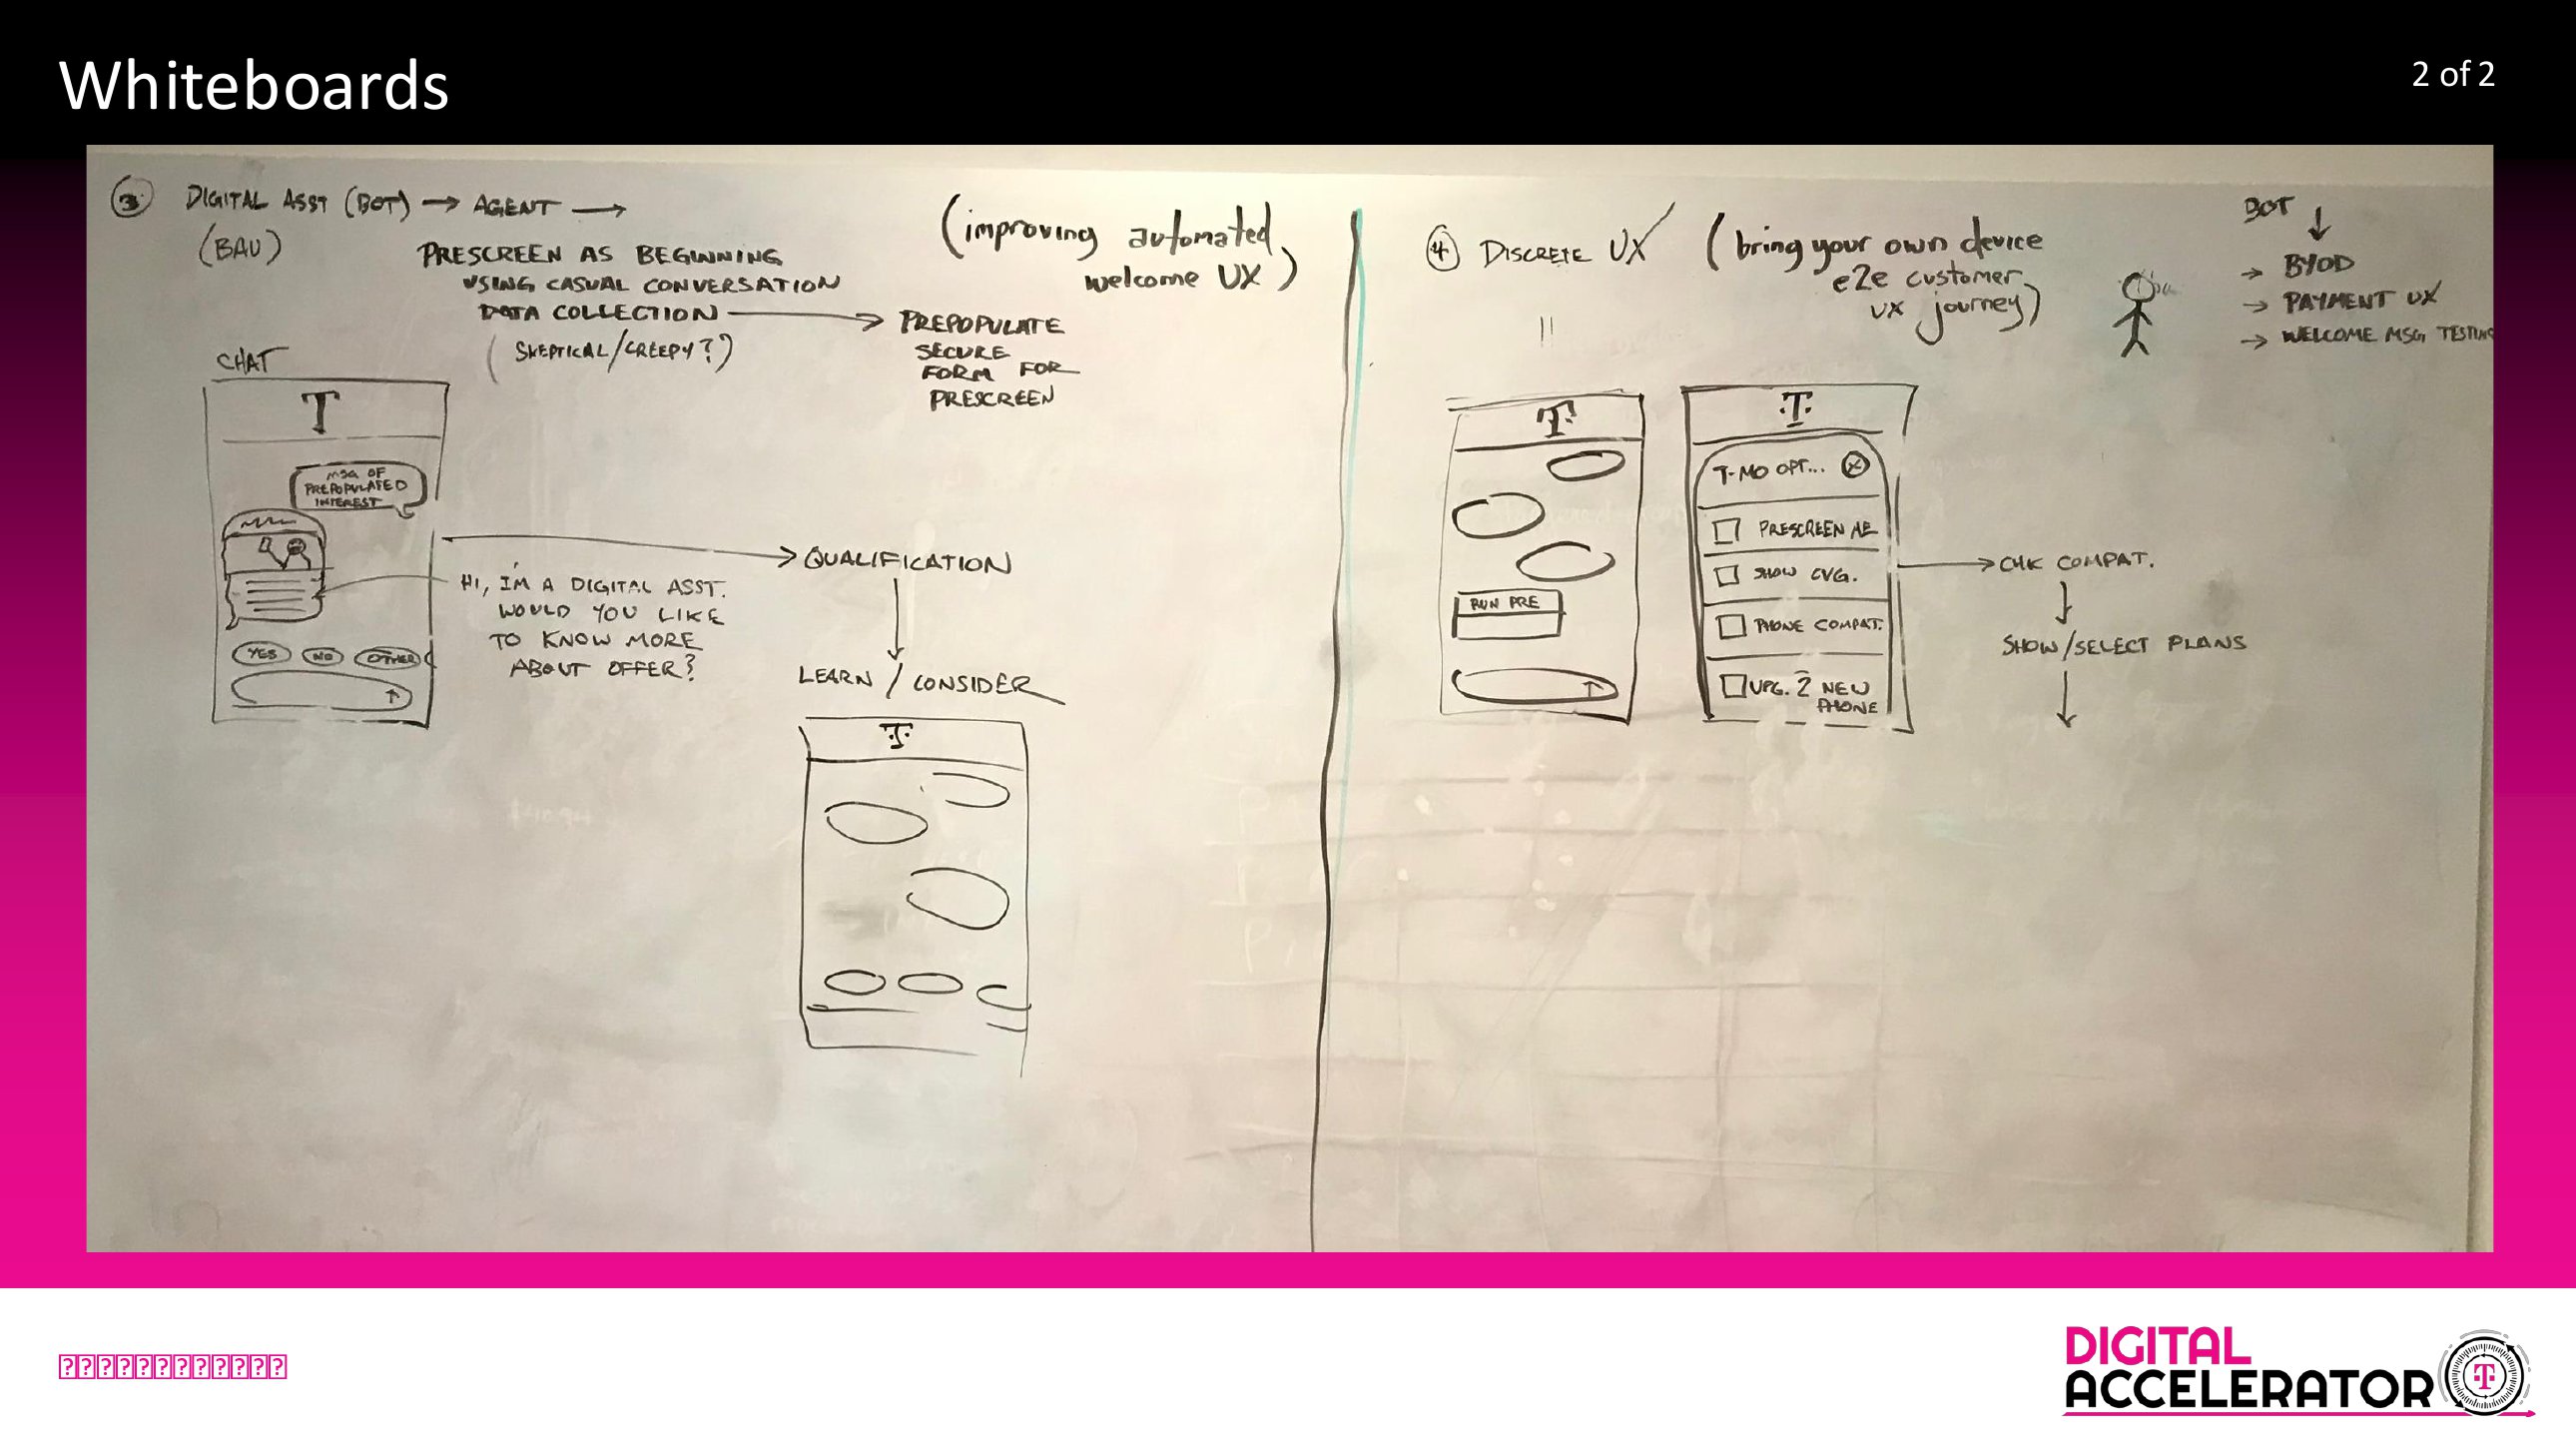 Whiteboards
2 of 2
3 DIGITAL ASST (BOT) → AGENT →
(BAU)
PRESCREEN AS BEGINNING
USING CASUAL CONVERSATION
DATA COLLECTION → PREPOPULATE
SECURE
FORM FOR
PRESCREEN
(SKEPTICAL/CREEPY?)
(improving automated
welcome UX)
CHAT
T
MSG OF
PREPOPULATED
INTEREST
HI, I'M A DIGITAL ASST.
WOULD YOU LIKE
TO KNOW MORE
ABOUT OFFER?
YES NO OTHER
↑
→ QUALIFICATION
↓
LEARN / CONSIDER
T
4 DISCRETE UX (bring your own device
e2e customer
ux journey)
BOT ↓
→ BYOD
→ PAYMENT UX
→ WELCOME MSG TESTING
T
RUN PRE
↑
T
T-MO OPT... X
PRESCREEN ME
SHOW CVG.
PHONE COMPAT.
UPG. 2 NEW
PHONE
→ CHK COMPAT.
↓
SHOW/SELECT PLANS
↓
DIGITAL
ACCELERATOR
T